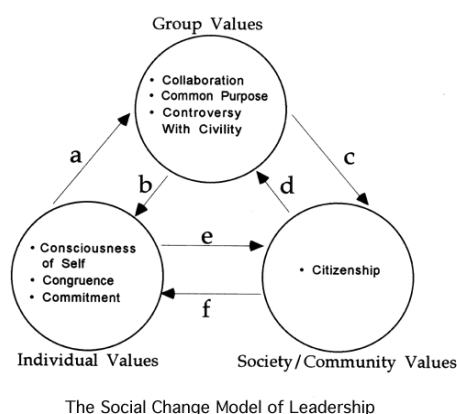 Group Values
• Collaboration
• Common Purpose
• Controversy
With Civility
a
b
c
d
e
f
• Consciousness
of Self
• Congruence
• Commitment
• Citizenship
Individual Values
Society/Community Values
The Social Change Model of Leadership